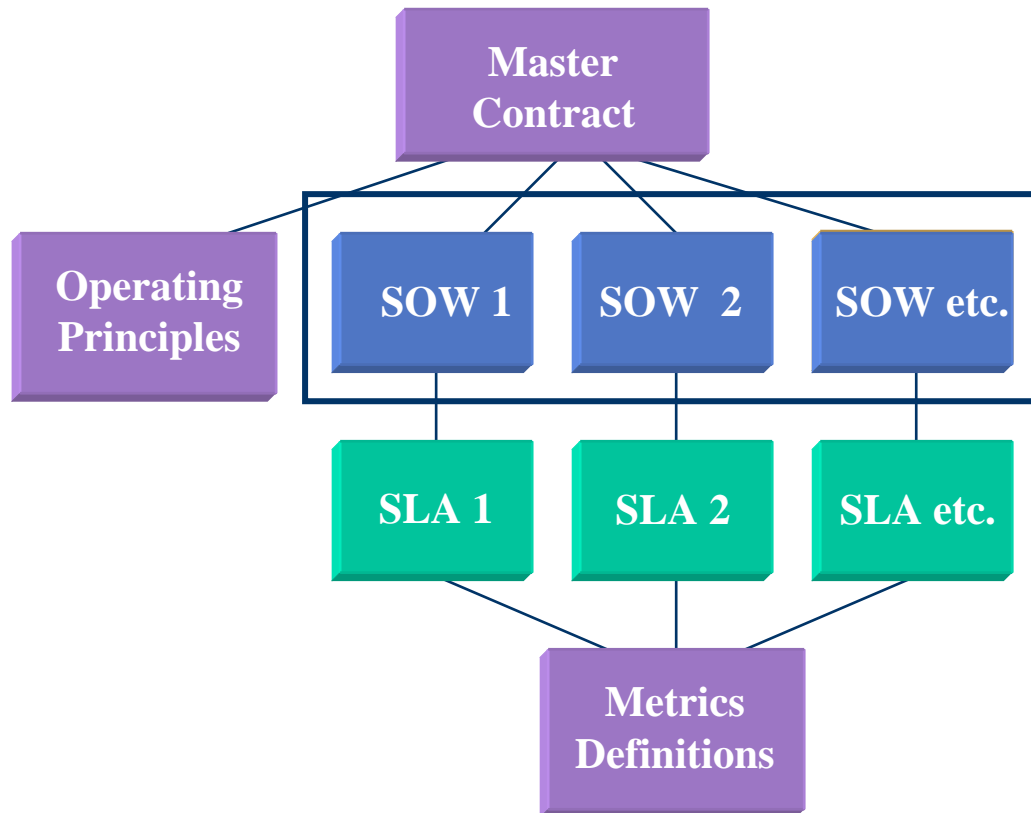 Master
Contract
Operating
Principles
SOW 1
SOW  2
SOW etc.
SLA 1
SLA 2
SLA etc.
Metrics
Definitions